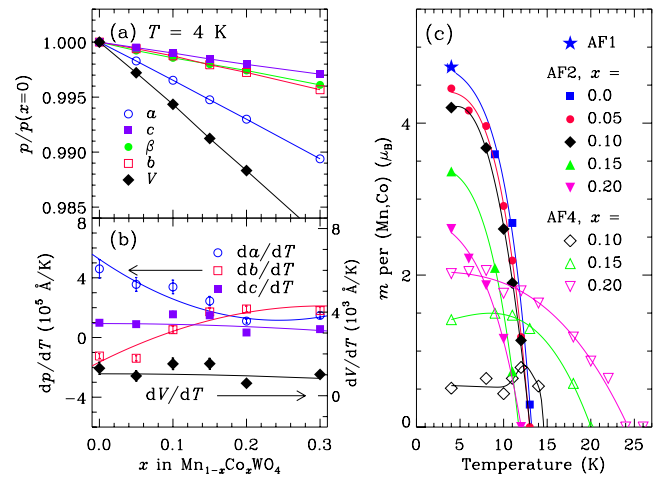 (a) T = 4 K
1.000
0.995
0.990
0.985
p/p(x=0)
a
c
β
b
V
(b)
da/dT
db/dT
dc/dT
dV/dT
8
4
0
−4
dp/dT (10⁵ Å/K)
8
6
4
2
0
dV/dT (10³ Å/K)
0.0 0.1 0.2 0.3
x in Mn₁₋ₓCoₓWO₄
(c)
AF1
AF2, x =
0.0
0.05
0.10
0.15
0.20
AF4, x =
0.10
0.15
0.20
4
2
0
m per (Mn,Co) (μB)
0 10 20
Temperature (K)